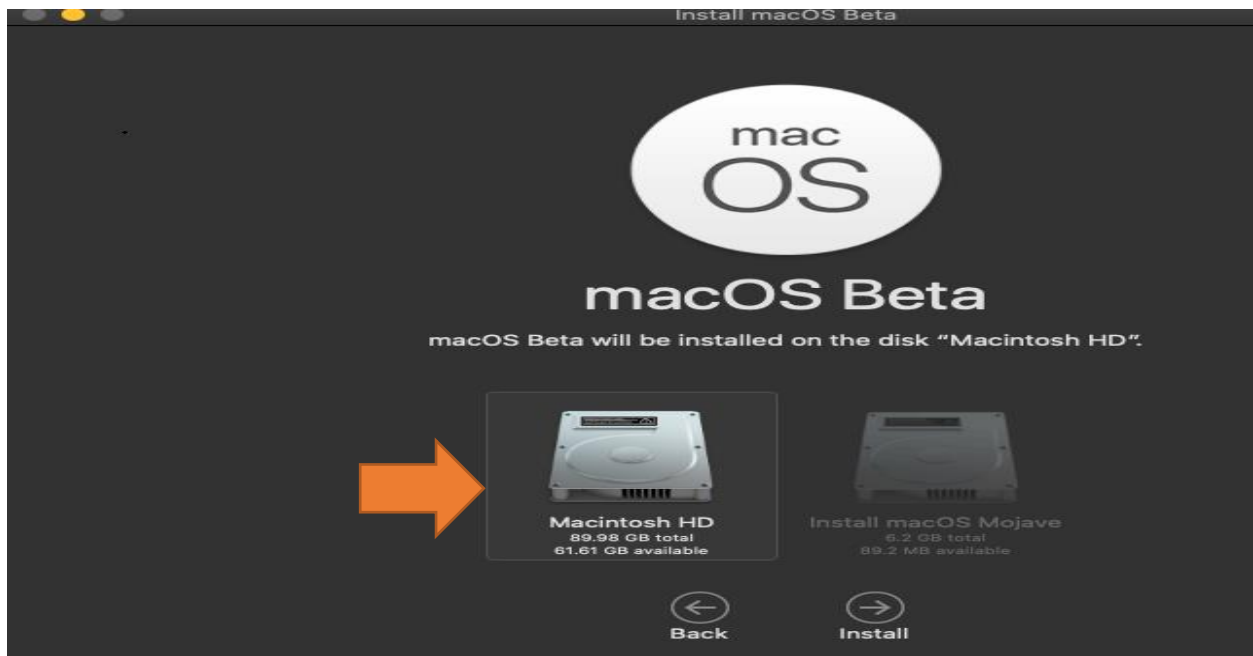 Install macOS Beta
mac
OS
macOS Beta
macOS Beta will be installed on the disk “Macintosh HD”.
Macintosh HD
89.98 GB total
61.61 GB available
Install macOS Mojave
6.2 GB total
89.2 MB available
Back
Install